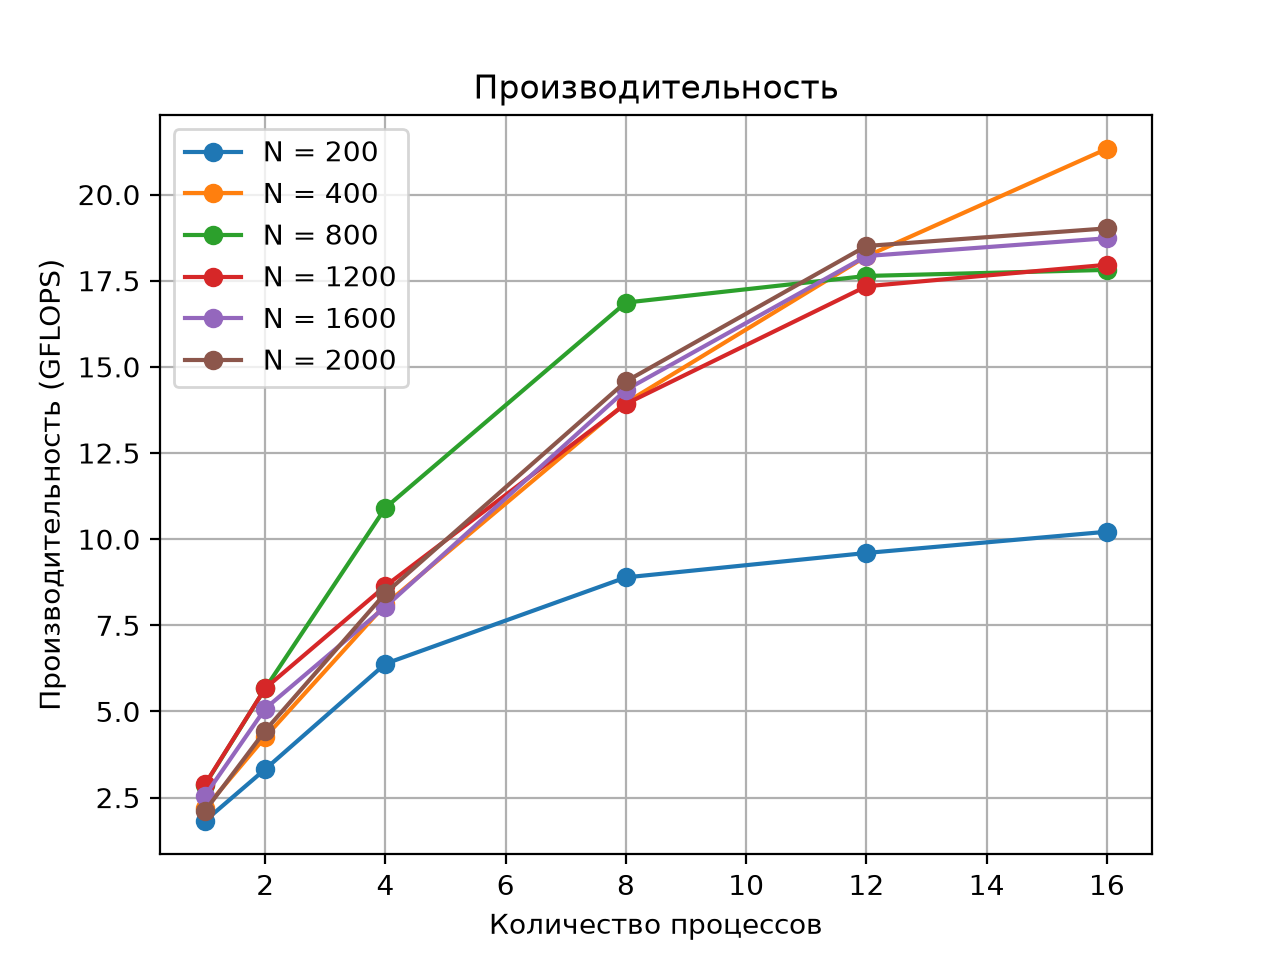 Производительность
N = 200
N = 400
N = 800
N = 1200
N = 1600
N = 2000
Производительность (GFLOPS)
20.0
17.5
15.0
12.5
10.0
7.5
5.0
2.5
2 4 6 8 10 12 14 16
Количество процессов